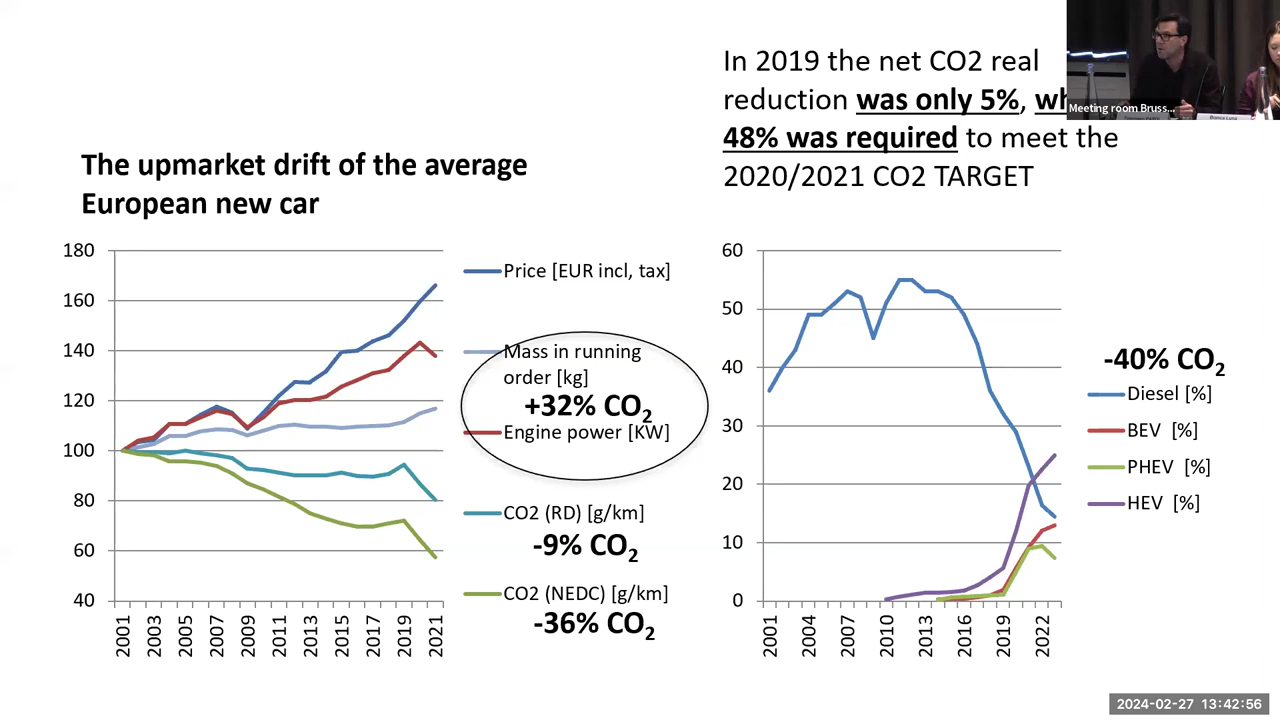 In 2019 the net CO2 real
reduction was only 5%,
48% was required to meet the
2020/2021 CO2 TARGET
Meeting room Bruss...
The upmarket drift of the average
European new car
180
160
140
120
100
80
60
40
2001
2003
2005
2007
2009
2011
2013
2015
2017
2019
2021
Price [EUR incl, tax]
Mass in running
order [kg]
+32% CO2
Engine power [KW]
CO2 (RD) [g/km]
-9% CO2
CO2 (NEDC) [g/km]
-36% CO2
60
50
40
30
20
10
0
2001
2004
2007
2010
2013
2016
2019
2022
-40% CO2
Diesel [%]
BEV [%]
PHEV [%]
HEV [%]
2024-02-27 13:42:56